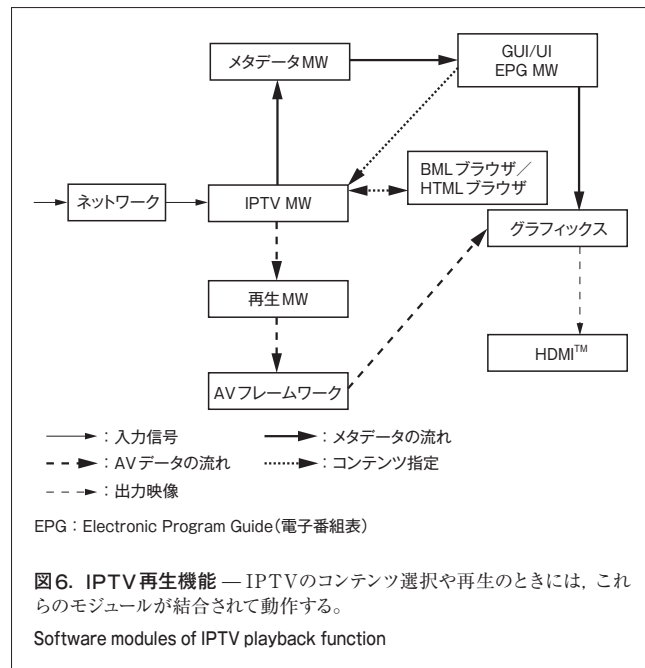 メタデータMW
GUI/UI
EPG MW
BMLブラウザ／
HTMLブラウザ
ネットワーク
IPTV MW
グラフィックス
再生MW
HDMI™
AVフレームワーク
：入力信号
：メタデータの流れ
：AVデータの流れ
：コンテンツ指定
：出力映像
EPG：Electronic Program Guide（電子番組表）
図6. IPTV再生機能 — IPTVのコンテンツ選択や再生のときには，これ
らのモジュールが結合されて動作する。
Software modules of IPTV playback function